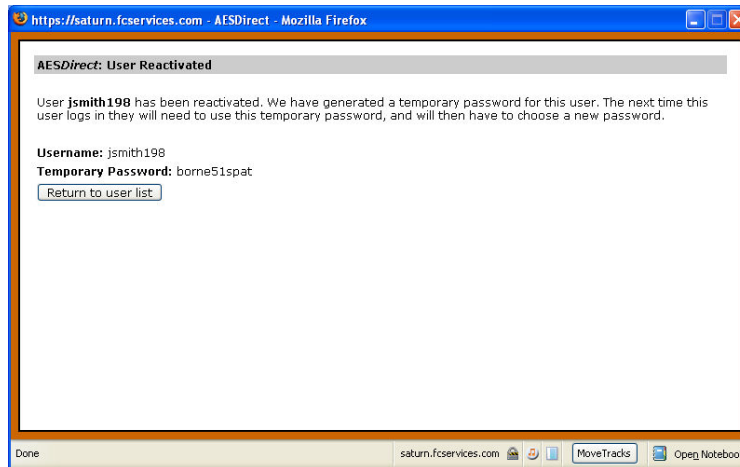 https://saturn.fcservices.com - AESDirect - Mozilla Firefox
AESDirect: User Reactivated
User jsmith198 has been reactivated. We have generated a temporary password for this user. The next time this
user logs in they will need to use this temporary password, and will then have to choose a new password.
Username: jsmith198
Temporary Password: borne51spat
Return to user list
Done
saturn.fcservices.com
MoveTracks
Open Noteboo